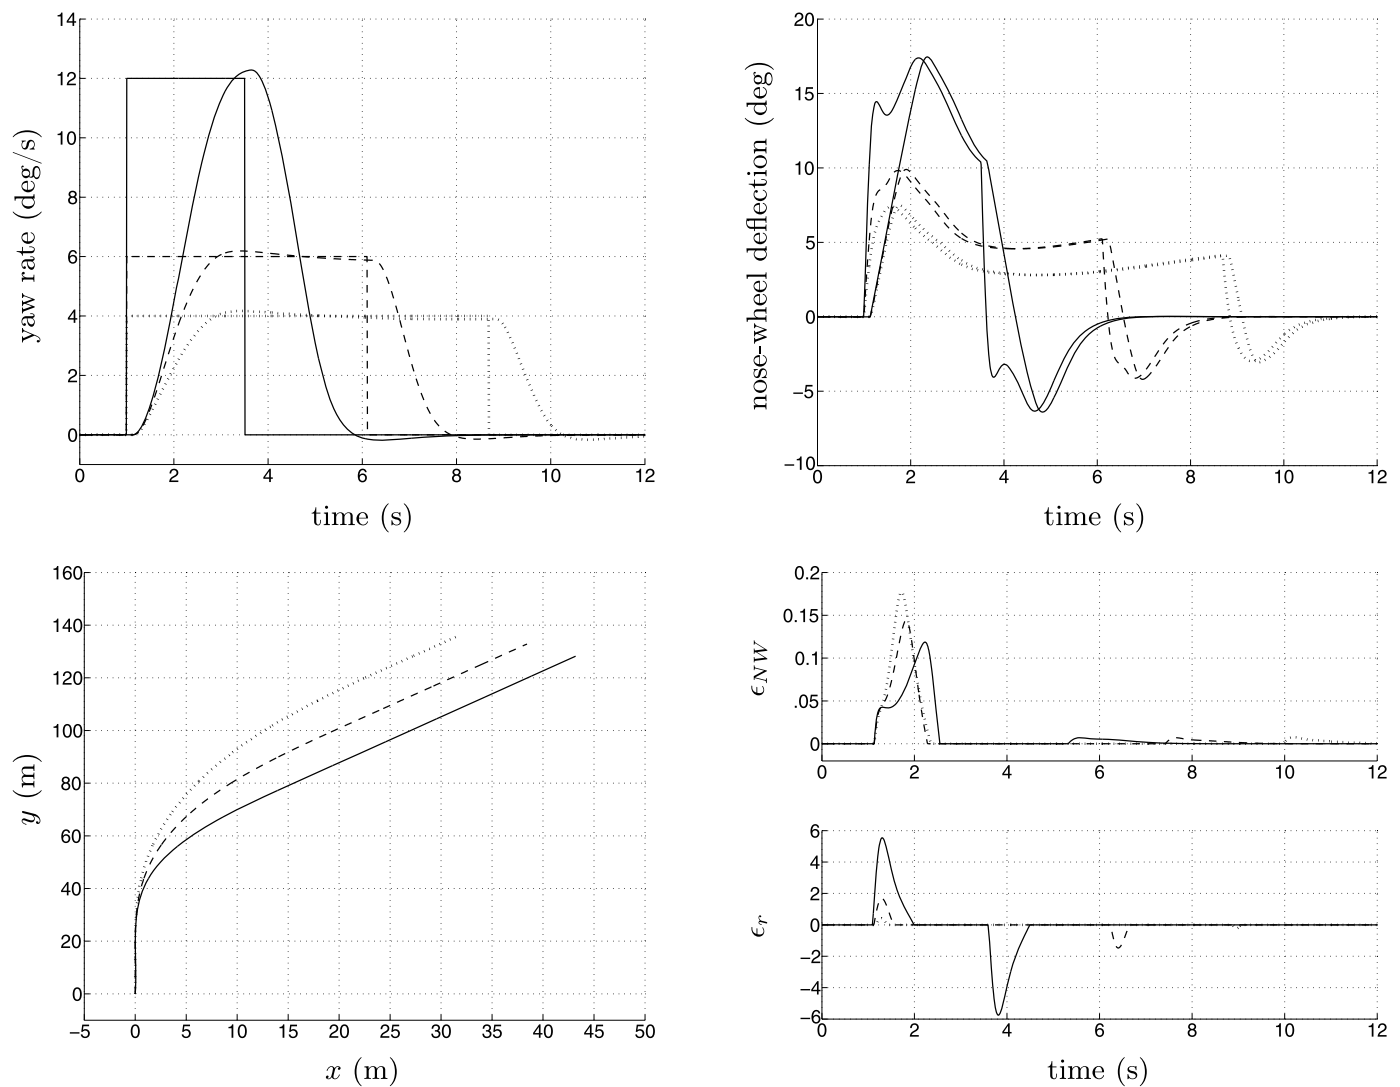 14
12
10
8
6
4
2
0
0 2 4 6 8 10 12
yaw rate (deg/s)
time (s)
20
15
10
5
0
−5
−10
0 2 4 6 8 10 12
nose-wheel deflection (deg)
time (s)
160
140
120
100
80
60
40
20
0
−5 0 5 10 15 20 25 30 35 40 45 50
y (m)
x (m)
0.2
0.15
0.1
.05
0
0 2 4 6 8 10 12
ϵNW
6
4
2
0
−2
−4
−6
0 2 4 6 8 10 12
ϵr
time (s)